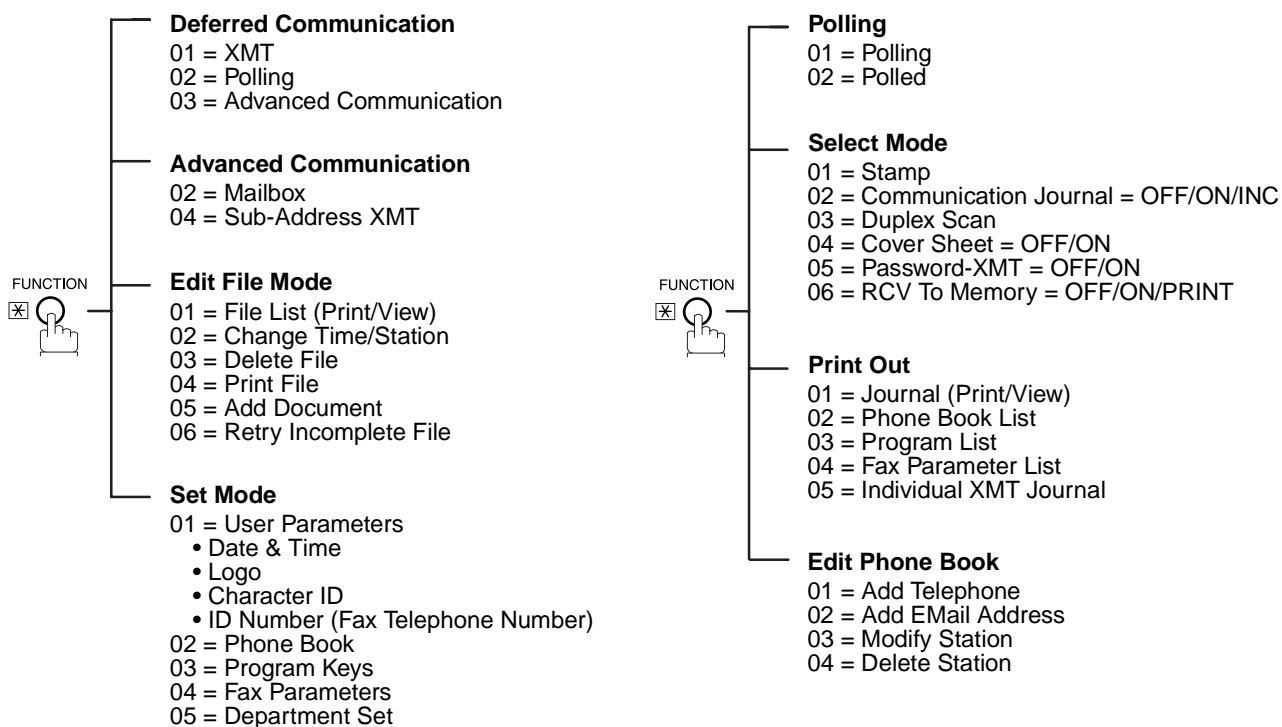 Deferred Communication
01 = XMT
02 = Polling
03 = Advanced Communication
Advanced Communication
02 = Mailbox
04 = Sub-Address XMT
FUNCTION
Edit File Mode
01 = File List (Print/View)
02 = Change Time/Station
03 = Delete File
04 = Print File
05 = Add Document
06 = Retry Incomplete File
Set Mode
01 = User Parameters
• Date & Time
• Logo
• Character ID
• ID Number (Fax Telephone Number)
02 = Phone Book
03 = Program Keys
04 = Fax Parameters
05 = Department Set
Polling
01 = Polling
02 = Polled
Select Mode
01 = Stamp
02 = Communication Journal = OFF/ON/INC
03 = Duplex Scan
04 = Cover Sheet = OFF/ON
05 = Password-XMT = OFF/ON
06 = RCV To Memory = OFF/ON/PRINT
FUNCTION
Print Out
01 = Journal (Print/View)
02 = Phone Book List
03 = Program List
04 = Fax Parameter List
05 = Individual XMT Journal
Edit Phone Book
01 = Add Telephone
02 = Add EMail Address
03 = Modify Station
04 = Delete Station